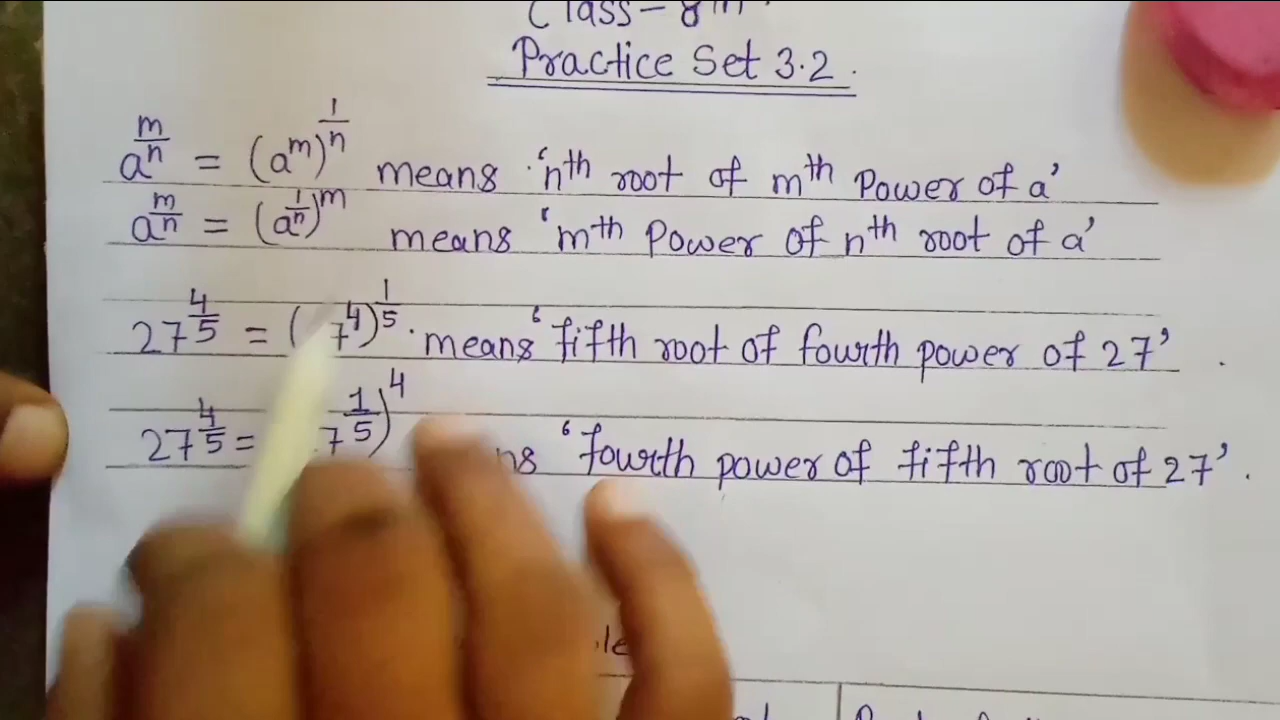 Class-8th
Practice Set 3.2.
a^(m/n) = (a^m)^(1/n) means 'nth root of mth Power of a'
a^(m/n) = (a^(1/n))^m means 'mth Power of nth root of a'
27^(4/5) = ( 7^4)^(1/5). means 'fifth root of fourth power of 27'.
27^(4/5) = 7^(1/5))^4 'fourth power of fifth root of 27'.